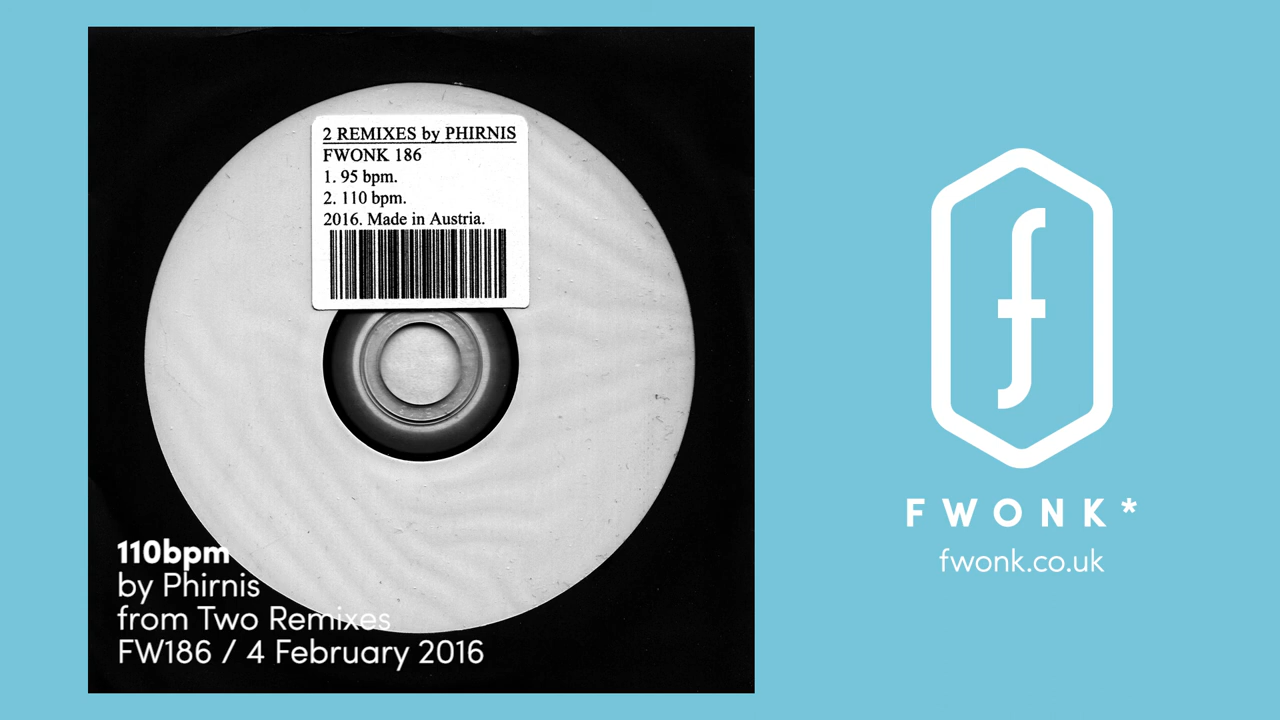 2 REMIXES by PHIRNIS
FWONK 186
1. 95 bpm.
2. 110 bpm.
2016. Made in Austria.
110bpm
by Phirnis
from Two Remixes
FW186 / 4 February 2016
f
FWONK*
fwonk.co.uk